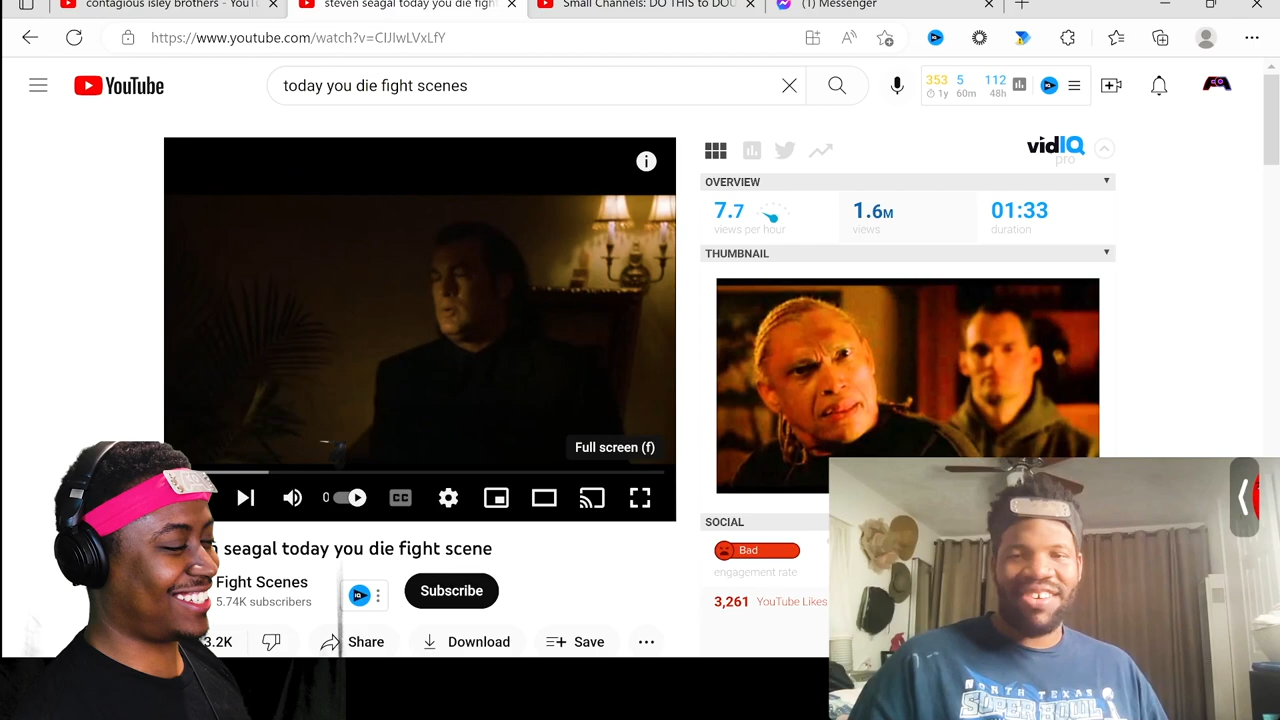 contagious isley brothers - YouT
steven seagal today you die fight
Small Channels: DO THIS to DOU
(1) Messenger
https://www.youtube.com/watch?v=CIJIwLVxLfY
YouTube
today you die fight scenes
353 5 112
1y 60m 48h
vidIQ
pro
OVERVIEW
7.7 1.6M 01:33
views per hour views duration
THUMBNAIL
Full screen (f)
CC
SOCIAL
Bad
engagement rate
3,261 YouTube Likes
n seagal today you die fight scene
Fight Scenes
5.74K subscribers
Subscribe
3.2K Share Download Save
NORTH TEXAS
SUPER BOWL